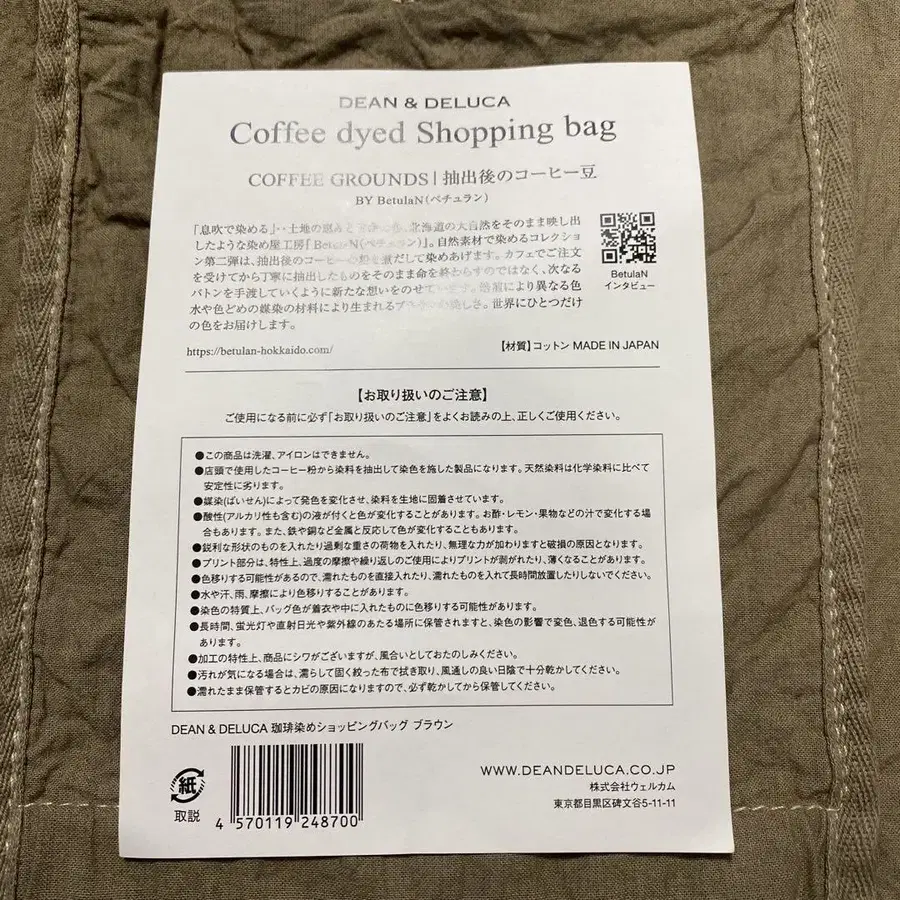 DEAN & DELUCA
Coffee dyed Shopping bag
COFFEE GROUNDS | 抽出後のコーヒー豆
BY BetulaN(ベチュラン)
「息吹で染める」‥土地の恵みと、北海道の大自然をそのまま映し出
したような染め屋工房「BetulaN(ベチュラン)」。自然素材で染めるコレクショ
ン第二弾は、抽出後のコーヒー豆を煮だして染めあげます。カフェでご注文
を受けてから丁寧に抽出したものをそのまま命を終わらすのではなく、次なる
バトンを手渡していくように新たな想いをのせています。焙煎により異なる色
水や色どめの媒染の材料により生まれるブラウンの美しさ。世界にひとつだけ
の色をお届けします。
BetulaN
インタビュー
https://betulan-hokkaido.com/
【材質】コットン MADE IN JAPAN
【お取り扱いのご注意】
ご使用になる前に必ず「お取り扱いのご注意」をよくお読みの上、正しくご使用ください。
●この商品は洗濯、アイロンはできません。
●店頭で使用したコーヒー粉から染料を抽出して染色を施した製品になります。天然染料は化学染料に比べて
安定性に劣ります。
●媒染(ばいせん)によって発色を変化させ、染料を生地に固着させています。
●酸性(アルカリ性も含む)の液が付くと色が変化することがあります。お酢・レモン・果物などの汁で変化する場
合もあります。また、鉄や銅など金属と反応して色が変化することもあります。
●鋭利な形状のものを入れたり過剰な重さの荷物を入れたり、無理な力が加わりますと破損の原因となります。
●プリント部分は、特性上、過度の摩擦や繰り返しのご使用によりプリントが剥がれたり、薄くなることがあります。
●色移りする可能性があるので、濡れたものを直接入れたり、濡れたものを入れて長時間放置したりしないでください。
●水や汗、雨、摩擦により色移りすることがあります。
●染色の特質上、バッグ色が着衣や中に入れたものに色移りする可能性があります。
●長時間、蛍光灯や直射日光や紫外線のあたる場所に保管されますと、染色の影響で変色、退色する可能性が
あります。
●加工の特性上、商品にシワがございますが、風合いとしておたのしみください。
●汚れが気になる場合は、濡らして固く絞った布で拭き取り、風通しの良い日陰で十分乾かしてください。
●濡れたまま保管するとカビの原因になりますので、必ず乾かしてから保管してください。
DEAN & DELUCA 珈琲染めショッピングバッグ ブラウン
紙
取説
4 570119 248700
WWW.DEANDELUCA.CO.JP
株式会社ウェルカム
東京都目黒区碑文谷5-11-11